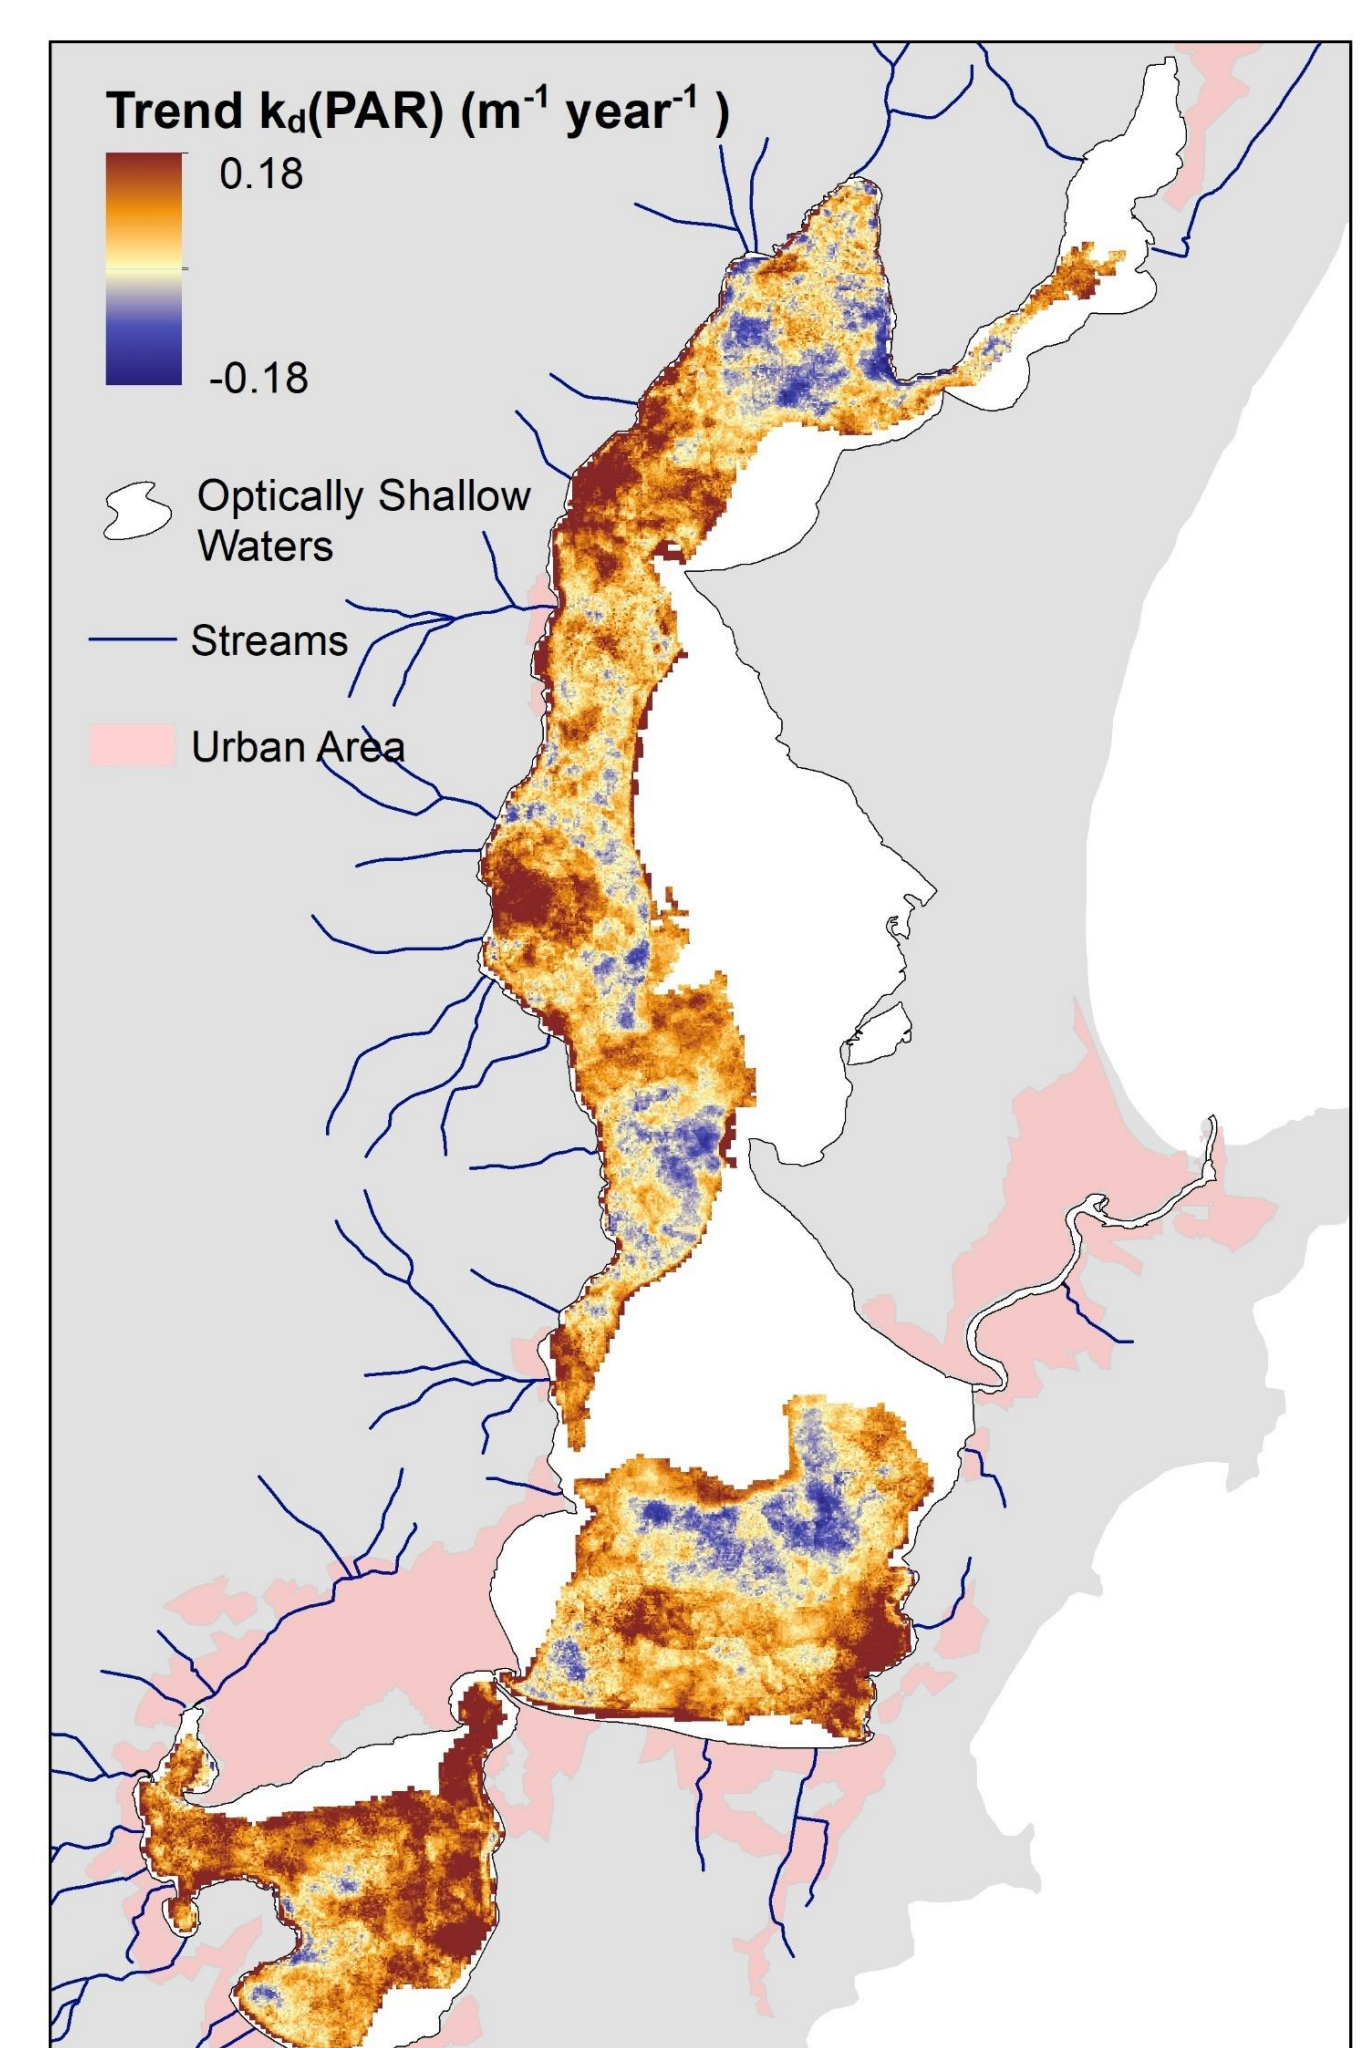 Trend kd(PAR) (m-1 year-1 )
0.18
-0.18
Optically Shallow
Waters
Streams
Urban Area